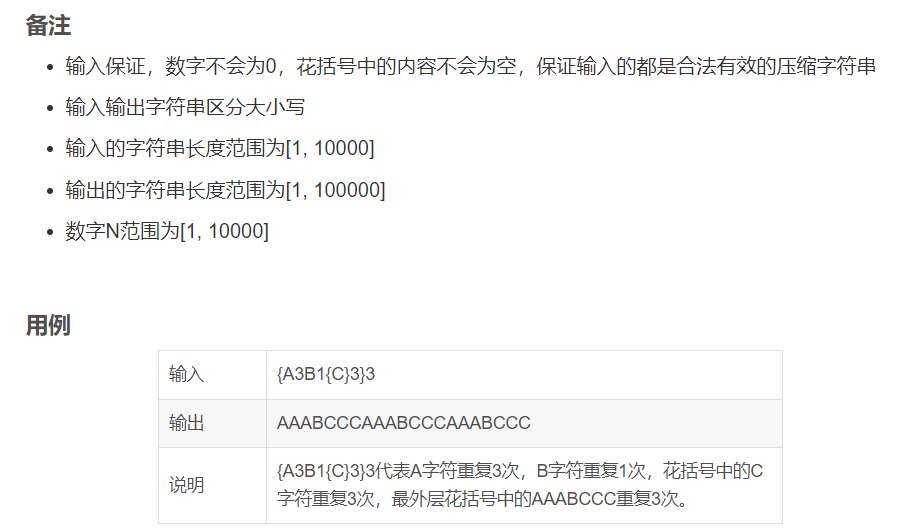 备注
输入保证，数字不会为0，花括号中的内容不会为空，保证输入的都是合法有效的压缩字符串
输入输出字符串区分大小写
输入的字符串长度范围为[1, 10000]
输出的字符串长度范围为[1, 100000]
数字N范围为[1, 10000]
用例
输入 {A3B1{C}3}3
输出 AAABCCCAAABCCCAAABCCC
说明 {A3B1{C}3}3代表A字符重复3次，B字符重复1次，花括号中的C
字符重复3次，最外层花括号中的AAABCCC重复3次。